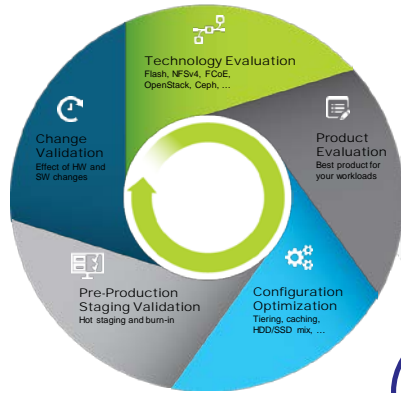 Technology Evaluation
Flash, NFSv4, FCoE,
OpenStack, Ceph, ...
Product
Evaluation
Best product for
your workloads
Configuration
Optimization
Tiering, caching,
HDD/SSD mix, ...
Pre-Production
Staging Validation
Hot staging and burn-in
Change
Validation
Effect of HW and
SW changes